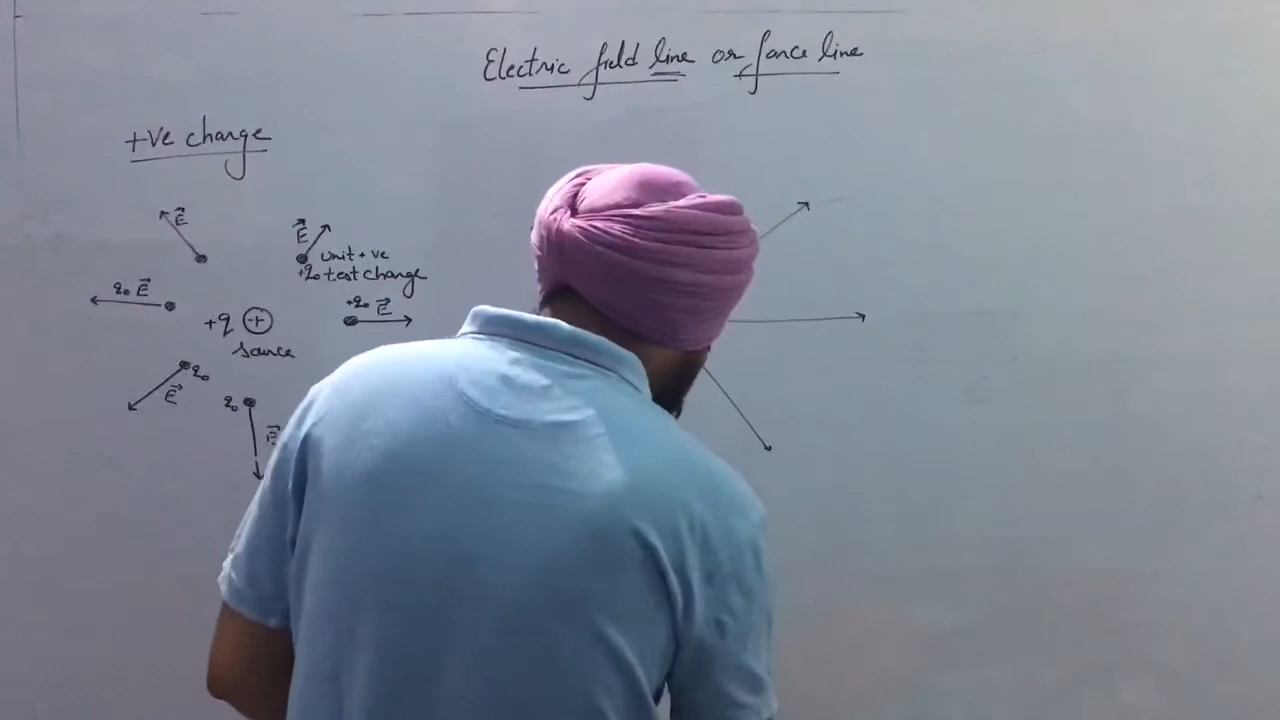 Electric field line or force line
+ve charge
E
E
unit +ve
+q₀ test charge
q₀ E
+q₀ E
+q +
source
q₀
E
q₀
E